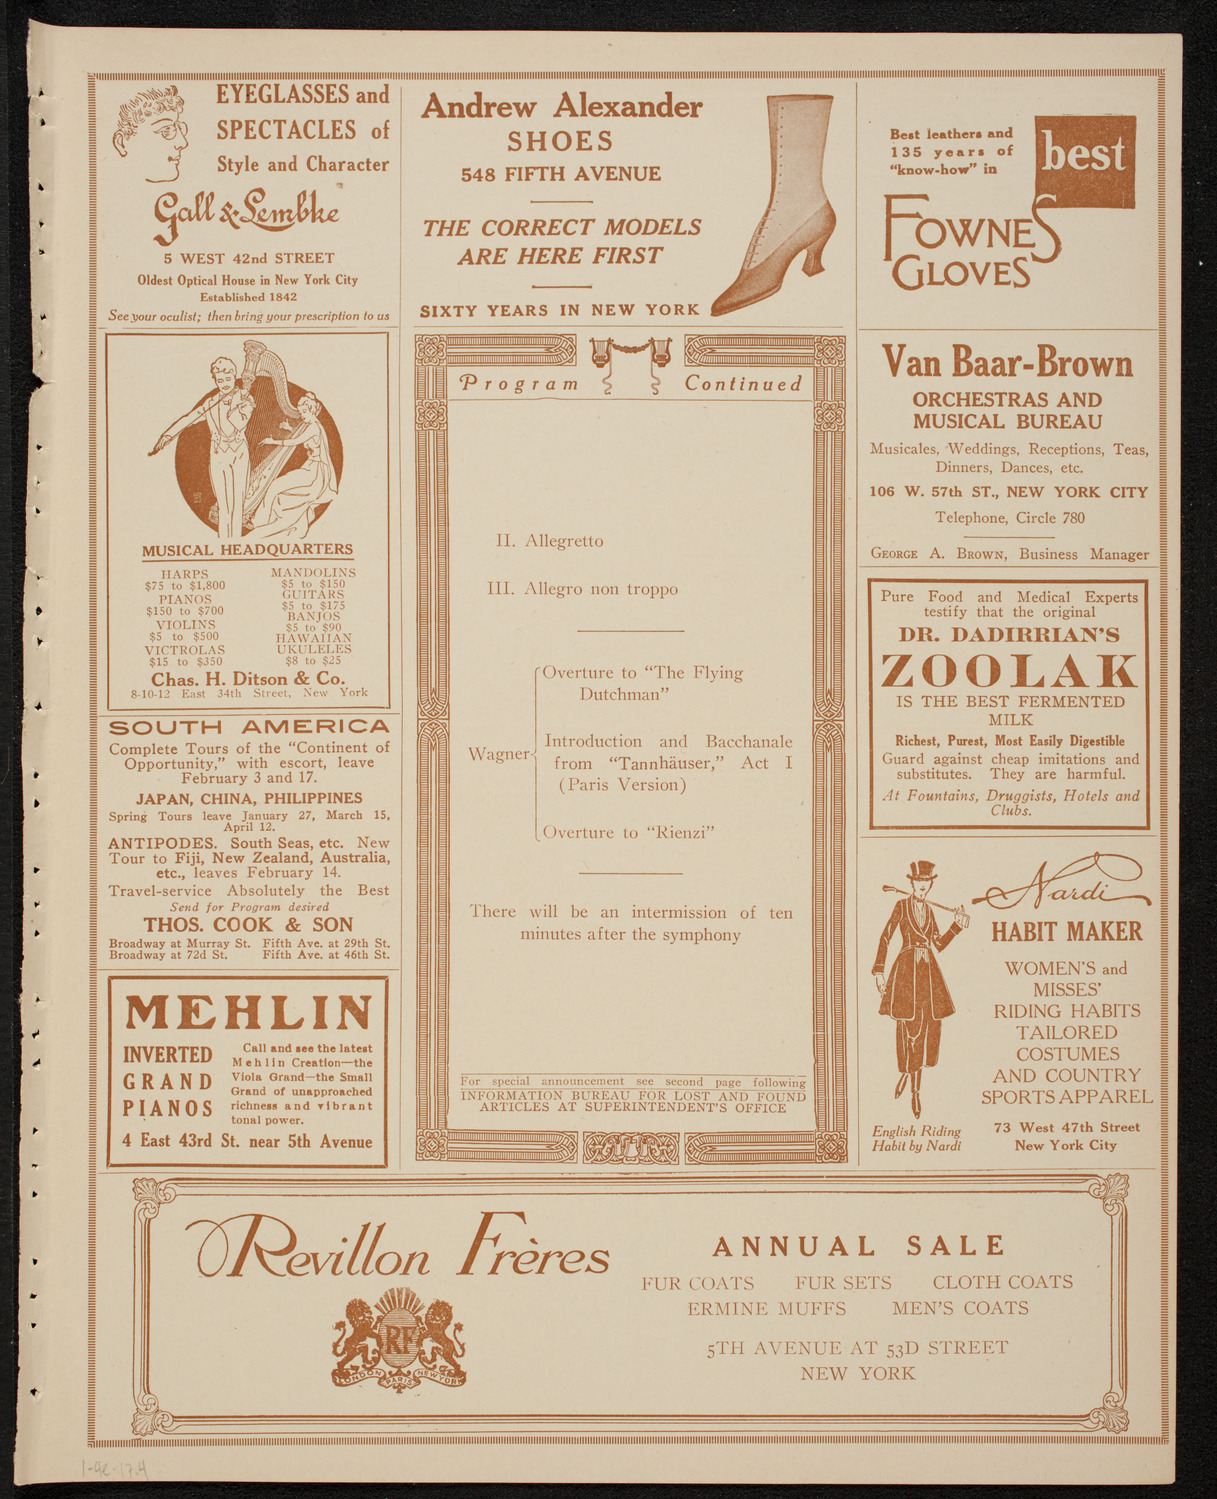 EYEGLASSES and
SPECTACLES of
Style and Character
Gall & Lembke
5 WEST 42nd STREET
Oldest Optical House in New York City
Established 1842
See your oculist; then bring your prescription to us
Andrew Alexander
SHOES
548 FIFTH AVENUE
THE CORRECT MODELS
ARE HERE FIRST
SIXTY YEARS IN NEW YORK
Best leathers and
135 years of
"know-how" in
best
FOWNES
GLOVES
MUSICAL HEADQUARTERS
HARPS
$75 to $1,800
PIANOS
$150 to $700
VIOLINS
$5 to $500
VICTROLAS
$15 to $350
MANDOLINS
$5 to $150
GUITARS
$5 to $175
BANJOS
$5 to $90
HAWAIIAN
UKULELES
$8 to $25
Chas. H. Ditson & Co.
8-10-12 East 34th Street, New York
SOUTH AMERICA
Complete Tours of the "Continent of
Opportunity," with escort, leave
February 3 and 17.
JAPAN, CHINA, PHILIPPINES
Spring Tours leave January 27, March 15,
April 12.
ANTIPODES. South Seas, etc. New
Tour to Fiji, New Zealand, Australia,
etc., leaves February 14.
Travel-service Absolutely the Best
Send for Program desired
THOS. COOK & SON
Broadway at Murray St. Fifth Ave. at 29th St.
Broadway at 72d St. Fifth Ave. at 46th St.
MEHLIN
INVERTED
GRAND
PIANOS
Call and see the latest
Mehlin Creation—the
Viola Grand—the Small
Grand of unapproached
richness and vibrant
tonal power.
4 East 43rd St. near 5th Avenue
Program Continued
II. Allegretto
III. Allegro non troppo
Wagner
Overture to "The Flying
Dutchman"
Introduction and Bacchanale
from "Tannhäuser," Act I
(Paris Version)
Overture to "Rienzi"
There will be an intermission of ten
minutes after the symphony
For special announcement see second page following
INFORMATION BUREAU FOR LOST AND FOUND
ARTICLES AT SUPERINTENDENT'S OFFICE
Van Baar-Brown
ORCHESTRAS AND
MUSICAL BUREAU
Musicales, Weddings, Receptions, Teas,
Dinners, Dances, etc.
106 W. 57th ST., NEW YORK CITY
Telephone, Circle 780
GEORGE A. BROWN, Business Manager
Pure Food and Medical Experts
testify that the original
DR. DADIRRIAN'S
ZOOLAK
IS THE BEST FERMENTED
MILK
Richest, Purest, Most Easily Digestible
Guard against cheap imitations and
substitutes. They are harmful.
At Fountains, Druggists, Hotels and
Clubs.
Nardi
HABIT MAKER
WOMEN'S and
MISSES'
RIDING HABITS
TAILORED
COSTUMES
AND COUNTRY
SPORTS APPAREL
English Riding
Habit by Nardi
73 West 47th Street
New York City
Revillon Frères
RF
LONDON PARIS NEW YORK
ANNUAL SALE
FUR COATS FUR SETS CLOTH COATS
ERMINE MUFFS MEN'S COATS
5TH AVENUE AT 53D STREET
NEW YORK